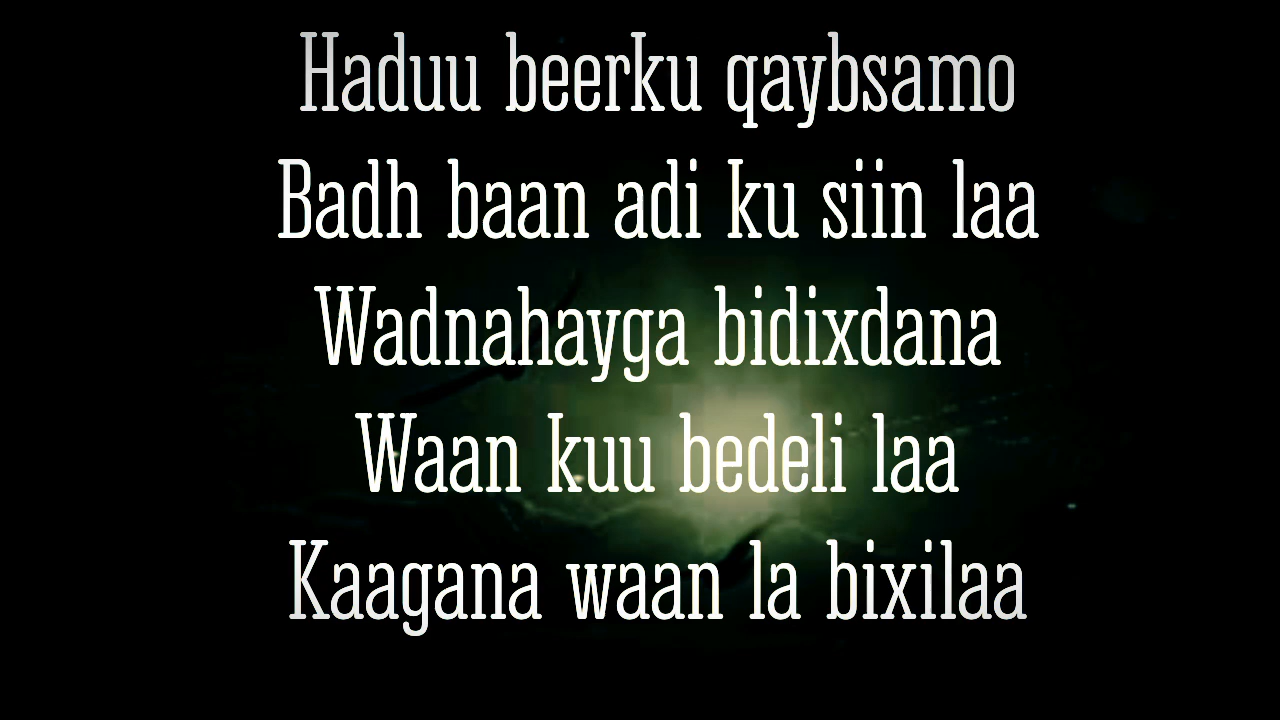 Haduu beerku qaybsamo
Badh baan adi ku siin laa
Wadnahayga bidixdana
Waan kuu bedeli laa
Kaagana waan la bixilaa